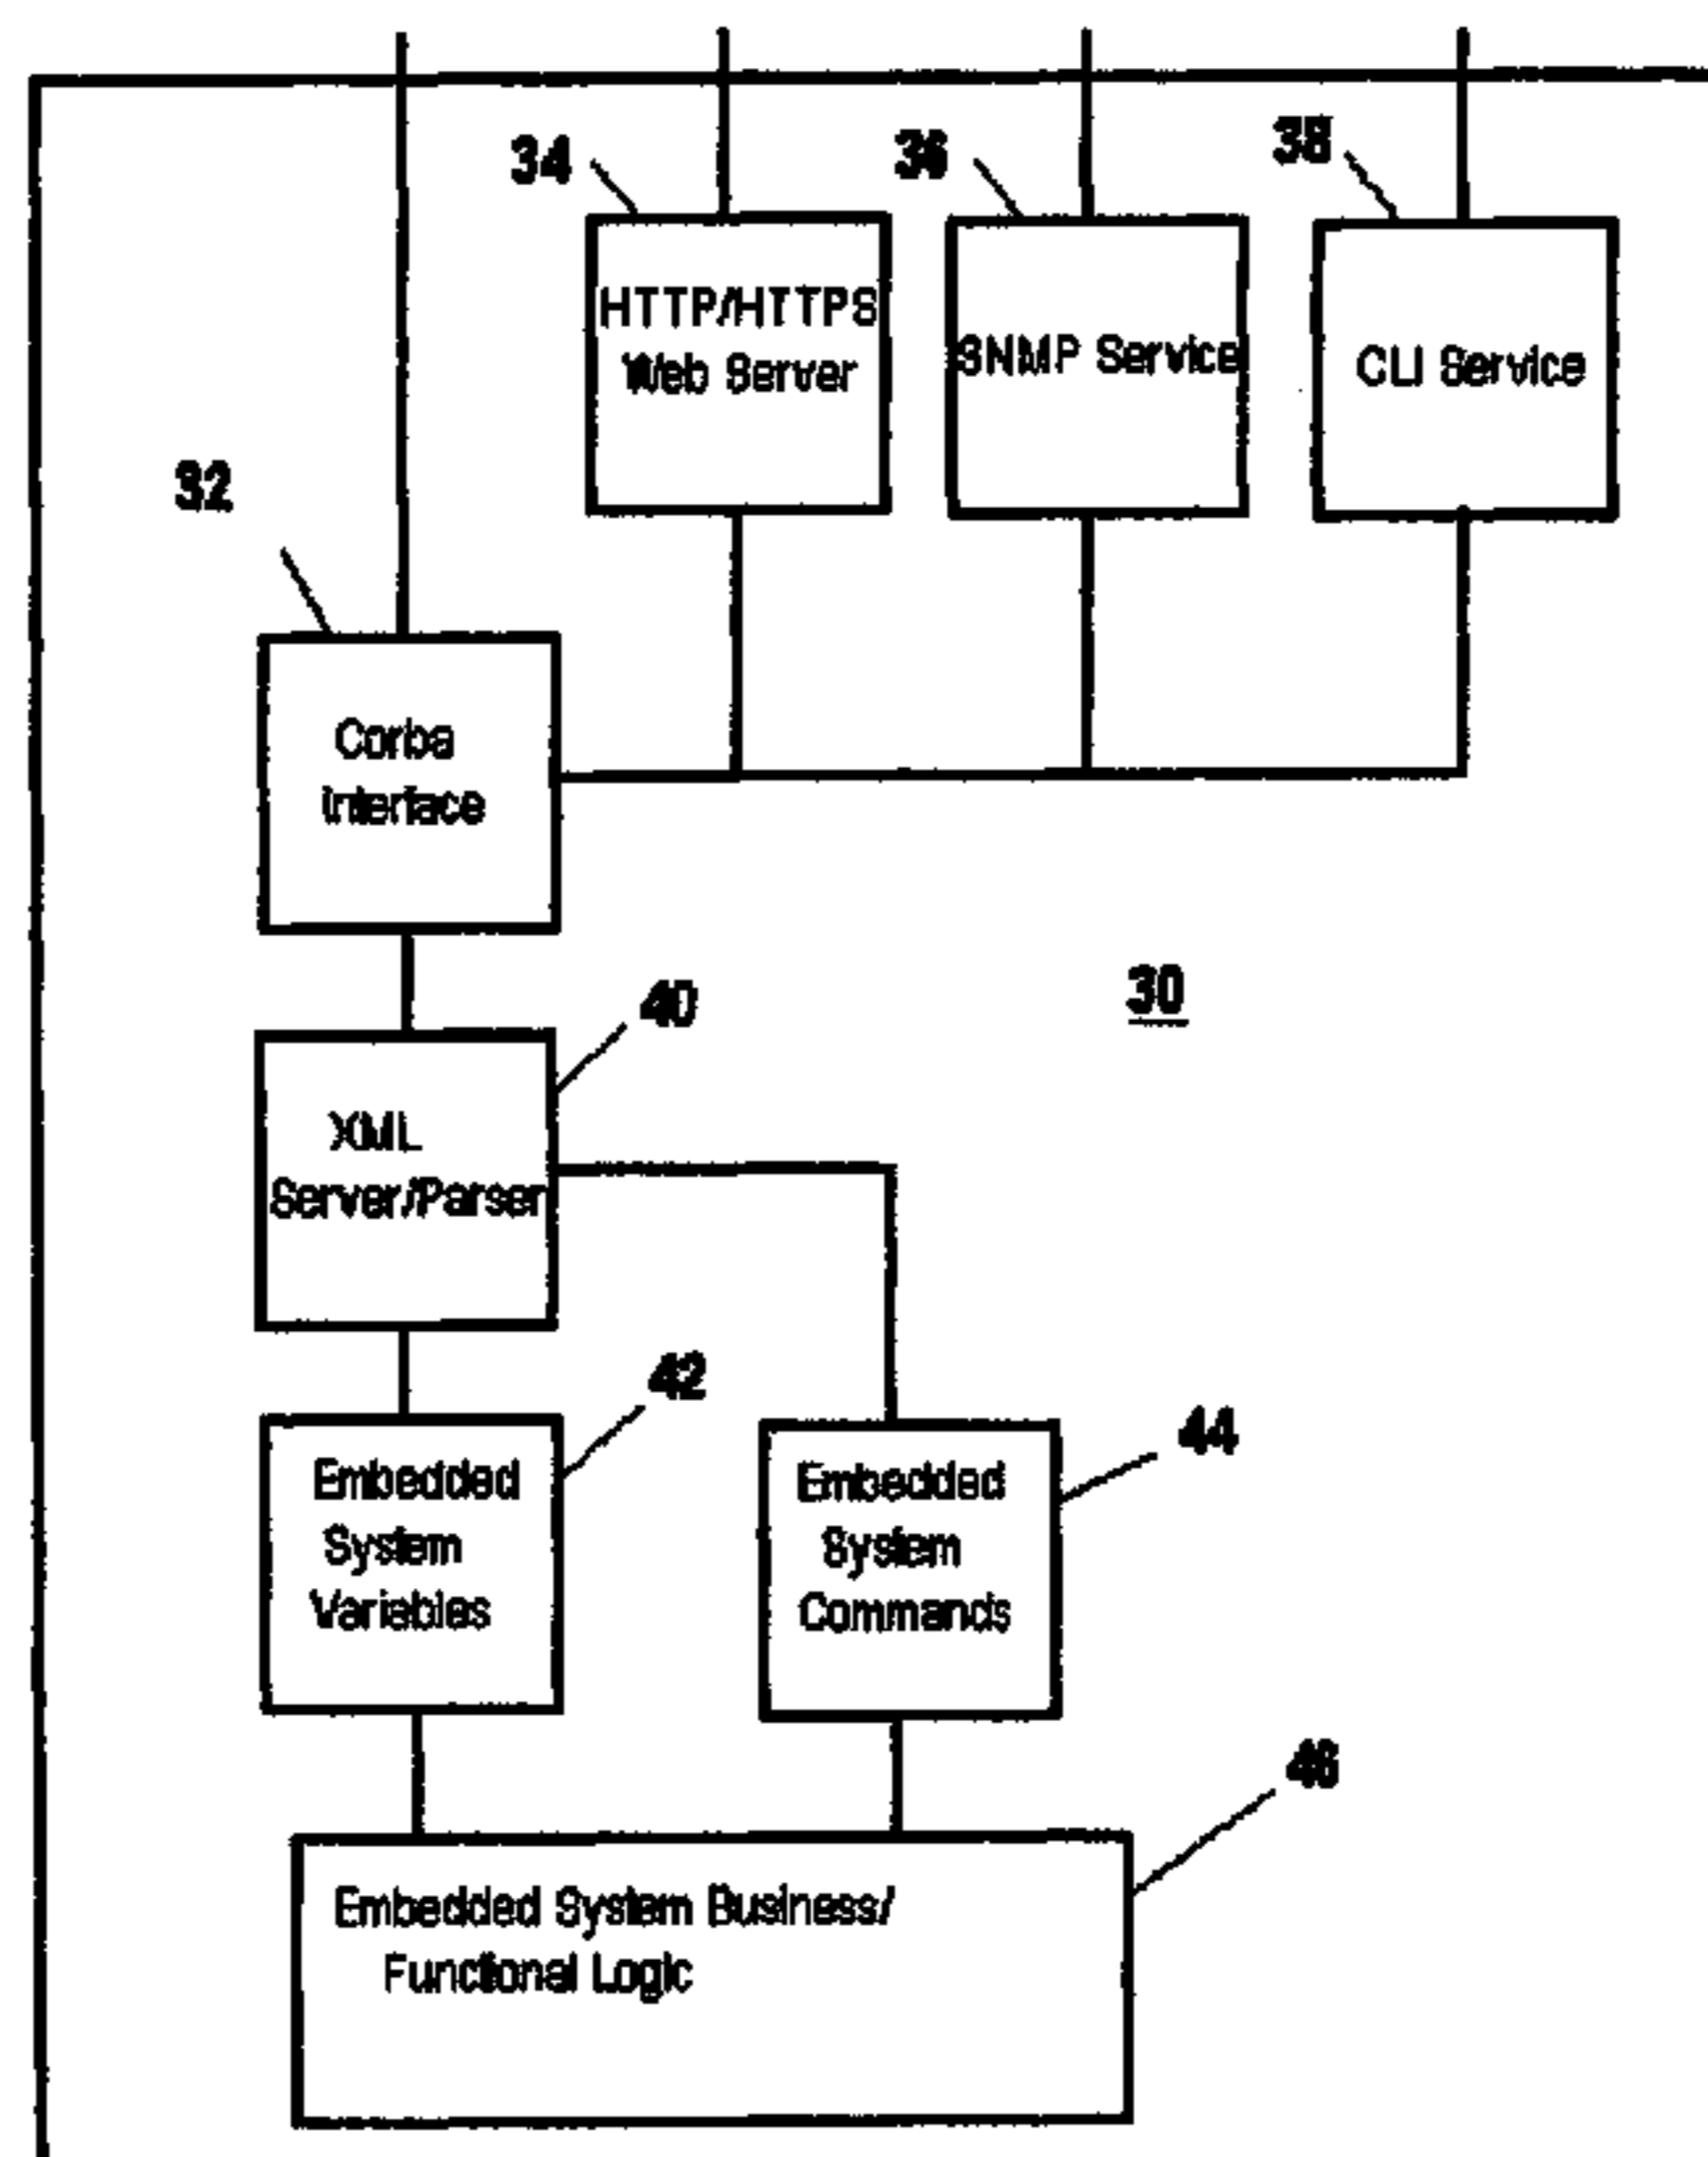 34
36
38
HTTP/HTTPS
Web Server
SNMP Service
CLI Service
32
Corba
Interface
30
40
XML
Server/Parser
42
44
Embedded
System
Variables
Embedded
System
Commands
46
Embedded System Business/
Functional Logic